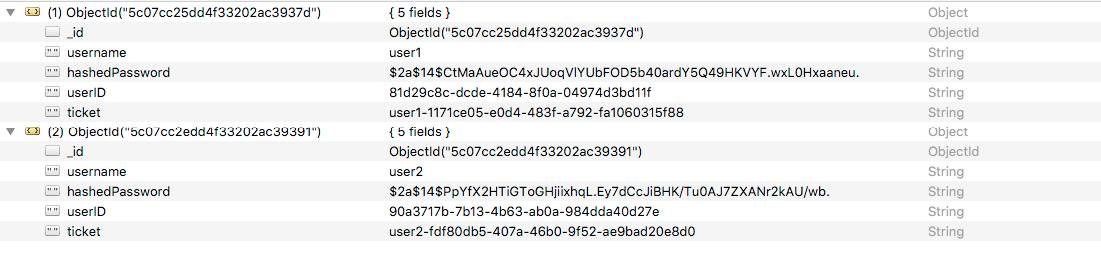 (1) ObjectId("5c07cc25dd4f33202ac3937d") { 5 fields } Object
_id ObjectId("5c07cc25dd4f33202ac3937d") ObjectId
"" username user1 String
"" hashedPassword $2a$14$CtMaAueOC4xJUoqVlYUbFOD5b40ardY5Q49HKVYF.wxL0Hxaaneu. String
"" userID 81d29c8c-dcde-4184-8f0a-04974d3bd11f String
"" ticket user1-1171ce05-e0d4-483f-a792-fa1060315f88 String
(2) ObjectId("5c07cc2edd4f33202ac39391") { 5 fields } Object
_id ObjectId("5c07cc2edd4f33202ac39391") ObjectId
"" username user2 String
"" hashedPassword $2a$14$PpYfX2HTiGToGHjiixhqL.Ey7dCcJiBHK/Tu0AJ7ZXANr2kAU/wb. String
"" userID 90a3717b-7b13-4b63-ab0a-984dda40d27e String
"" ticket user2-fdf80db5-407a-46b0-9f52-ae9bad20e8d0 String